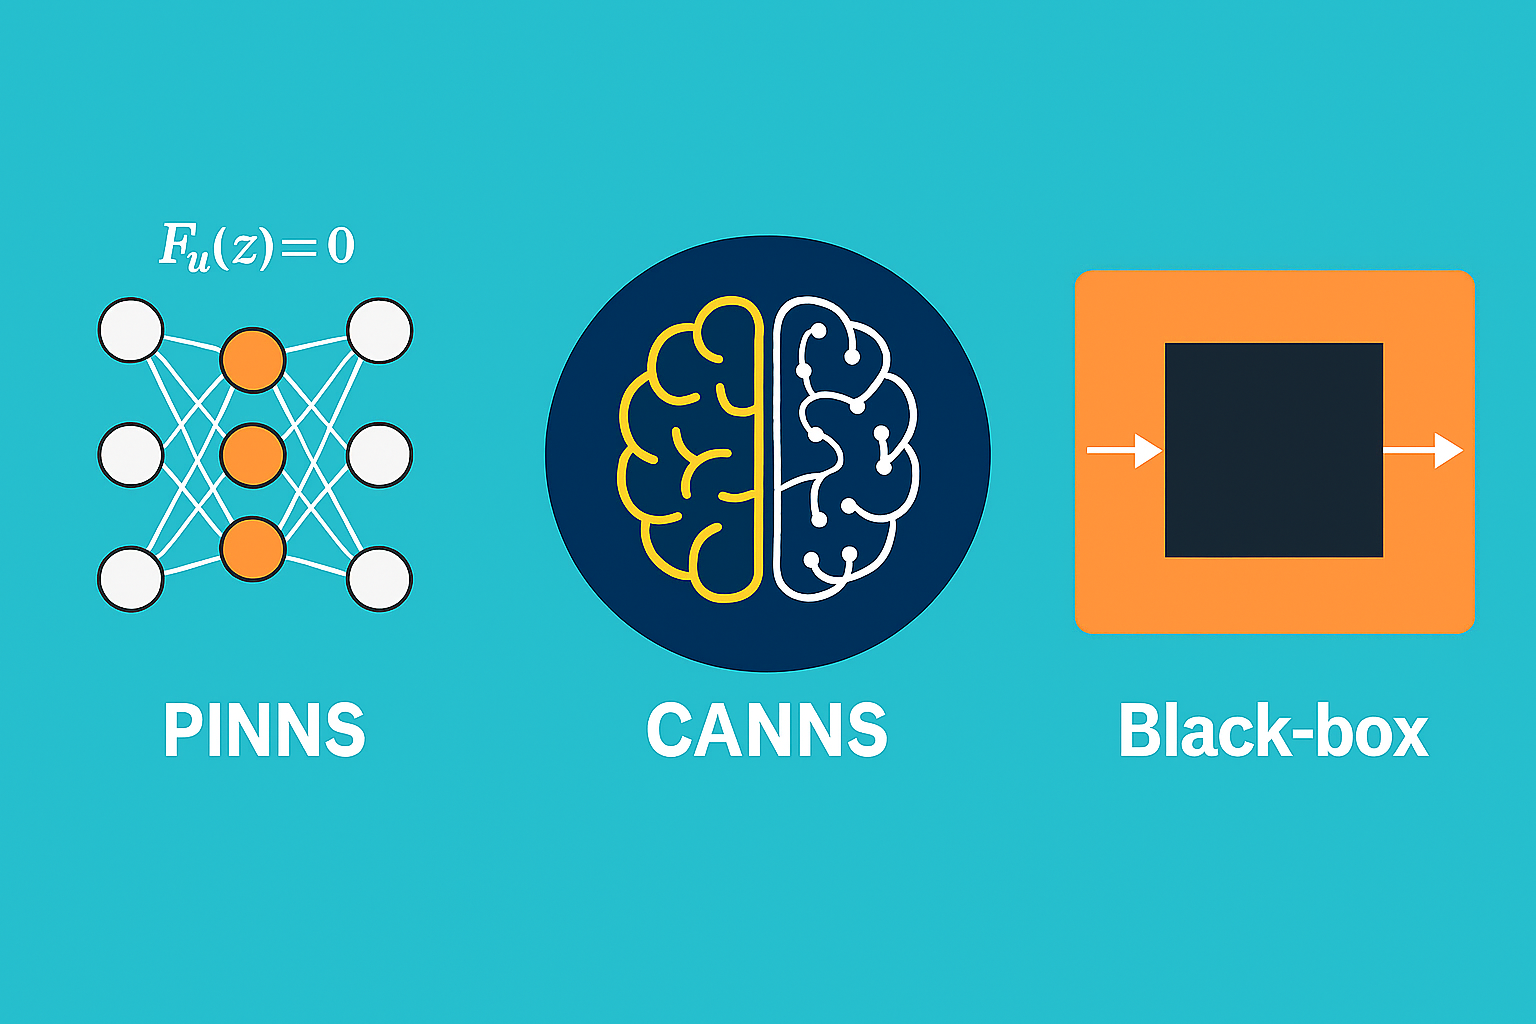 F_u(z) = 0
PINNS
CANNS
Black-box